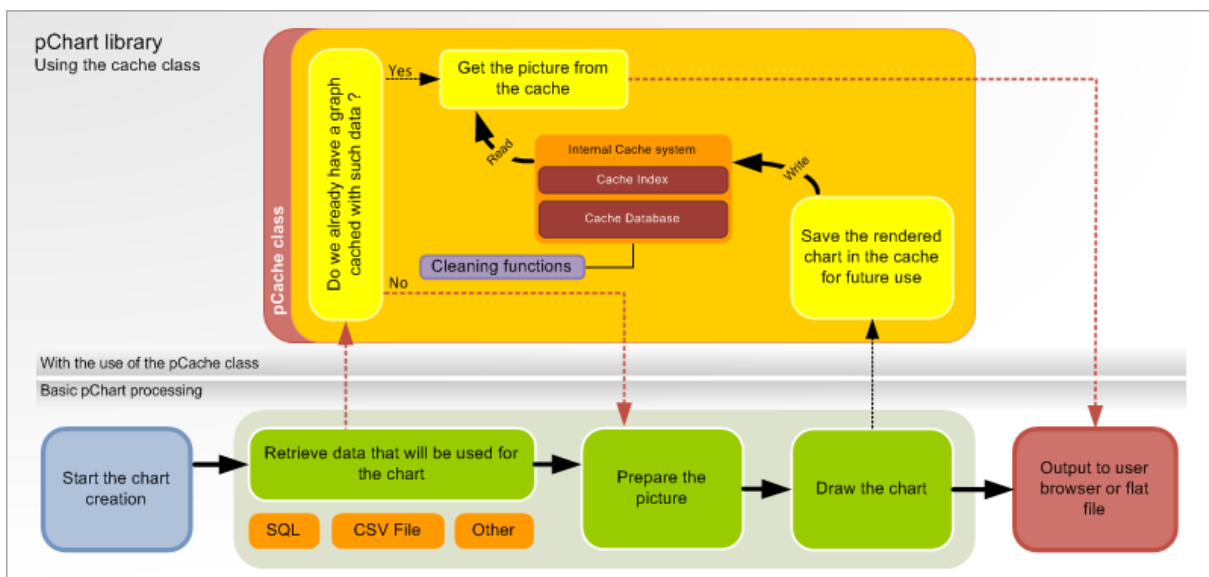 pChart library
Using the cache class
pCache class
Do we already have a graph
cached with such data ?
Yes
Get the picture from
the cache
Read
Internal Cache system
Cache Index
Cache Database
Write
Cleaning functions
No
Save the rendered
chart in the cache
for future use
With the use of the pCache class
Basic pChart processing
Start the chart
creation
Retrieve data that will be used for
the chart
SQL
CSV File
Other
Prepare the
picture
Draw the chart
Output to user
browser or flat
file